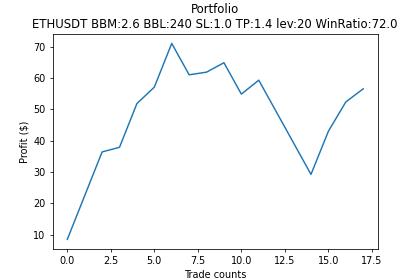 Portfolio
ETHUSDT BBM:2.6 BBL:240 SL:1.0 TP:1.4 lev:20 WinRatio:72.0
70
60
50
40
30
20
10
Profit ($)
0.0 2.5 5.0 7.5 10.0 12.5 15.0 17.5
Trade counts